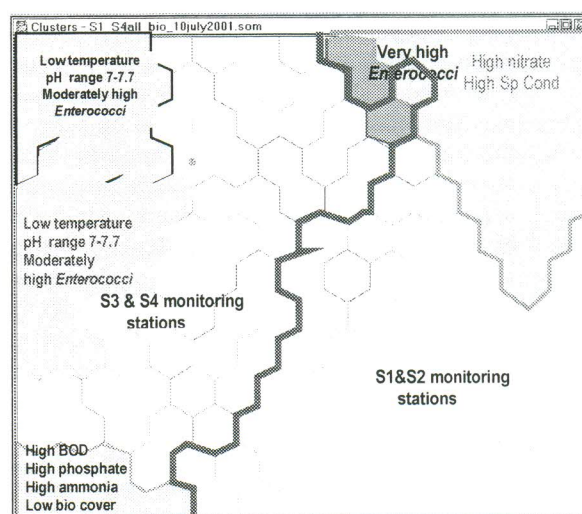 Clusters - S1_S4all_bio_10july2001.som
Low temperature
pH range 7-7.7
Moderately high
Enterococci
Very high
Enterococci
High nitrate
High Sp Cond
Low temperature
pH range 7-7.7
Moderately
high Enterococci
S3 & S4 monitoring
stations
S1&S2 monitoring
stations
High BOD
High phosphate
High ammonia
Low bio cover